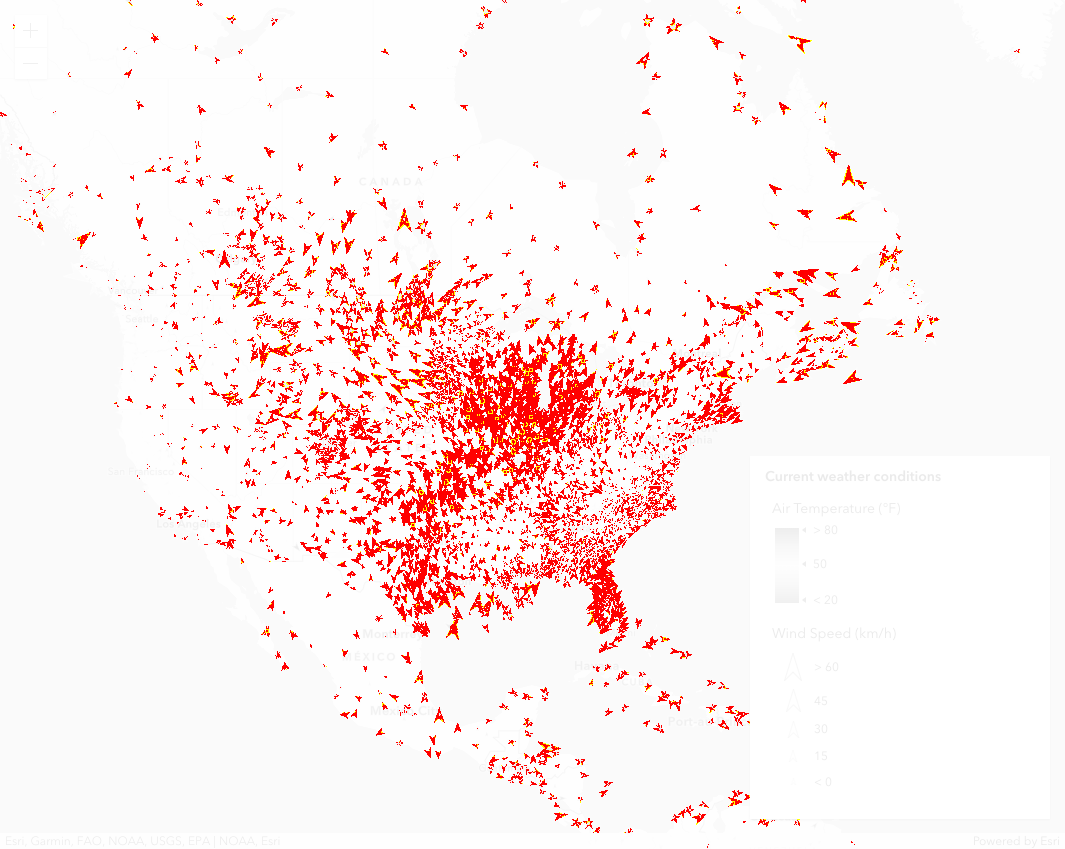 +
−
CANADA
MEXICO
Port-a
Current weather conditions
Air Temperature (°F)
> 80
50
< 20
Wind Speed (km/h)
> 60
45
30
15
< 0
Esri, Garmin, FAO, NOAA, USGS, EPA | NOAA, Esri
Powered by Esri